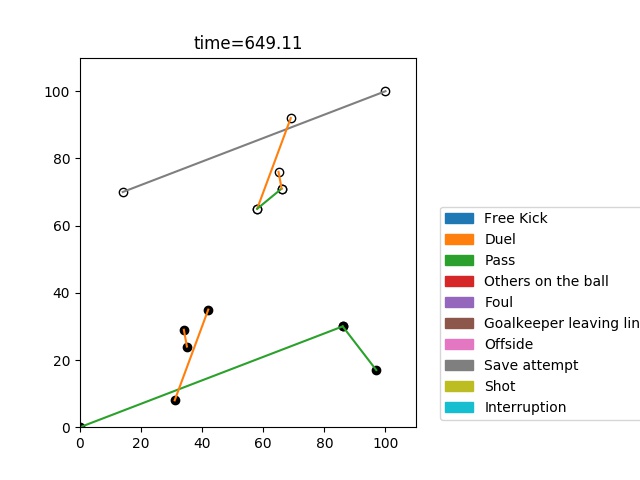 time=649.11
100
80
60
40
20
0
0 20 40 60 80 100
Free Kick
Duel
Pass
Others on the ball
Foul
Goalkeeper leaving lin
Offside
Save attempt
Shot
Interruption